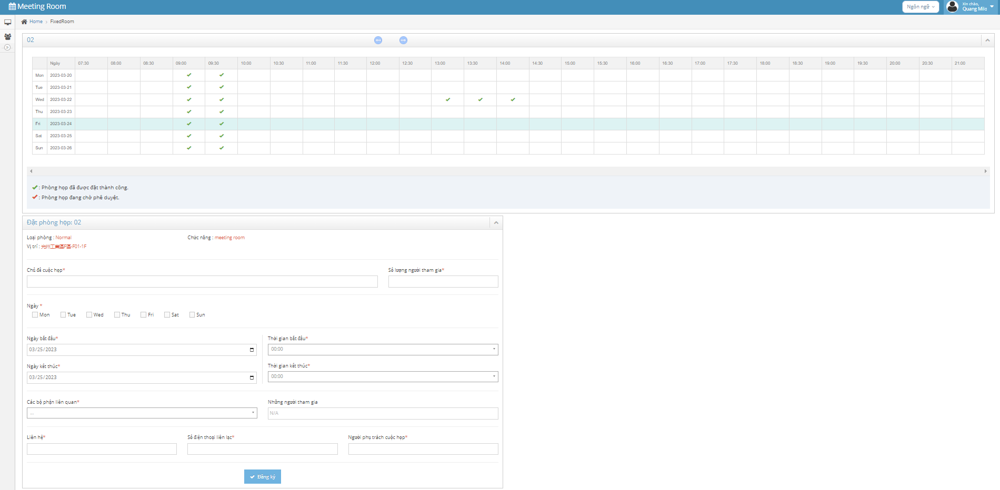 Meeting Room
Ngôn ngữ
Xin chào,
Quang Milo
Home › FixedRoom
02
Ngày 07:30 08:00 08:30 09:00 09:30 10:00 10:30 11:00 11:30 12:00 12:30 13:00 13:30 14:00 14:30 15:00 15:30 16:00 16:30 17:00 17:30 18:00 18:30 19:00 19:30 20:00 20:30 21:00
Mon 2023-03-20
Tue 2023-03-21
Wed 2023-03-22
Thu 2023-03-23
Fri 2023-03-24
Sat 2023-03-25
Sun 2023-03-26
: Phòng họp đã được đặt thành công.
: Phòng họp đang chờ phê duyệt.
Đặt phòng họp: 02
Loại phòng : Normal Chức năng : meeting room
Vị trí : 光州工業區F區-F01-1F
Chủ đề cuộc họp* Số lượng người tham gia*
Ngày *
Mon Tue Wed Thu Fri Sat Sun
Ngày bắt đầu* Thời gian bắt đầu*
03/25/2023 00:00
Ngày kết thúc* Thời gian kết thúc*
03/25/2023 00:00
Các bộ phận liên quan* Những người tham gia
... N/A
Liên hệ* Số điện thoại liên lạc* Người phụ trách cuộc họp*
Đăng ký